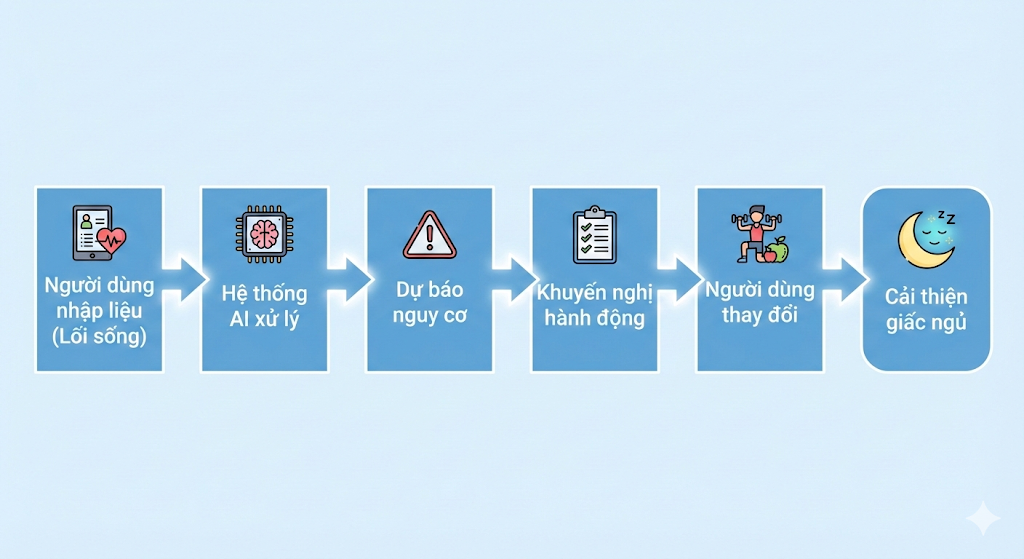 Người dùng
nhập liệu
(Lối sống)
Hệ thống
AI xử lý
Dự báo
nguy cơ
Khuyến nghị
hành động
Người dùng
thay đổi
z Z
Cải thiện
giấc ngủ